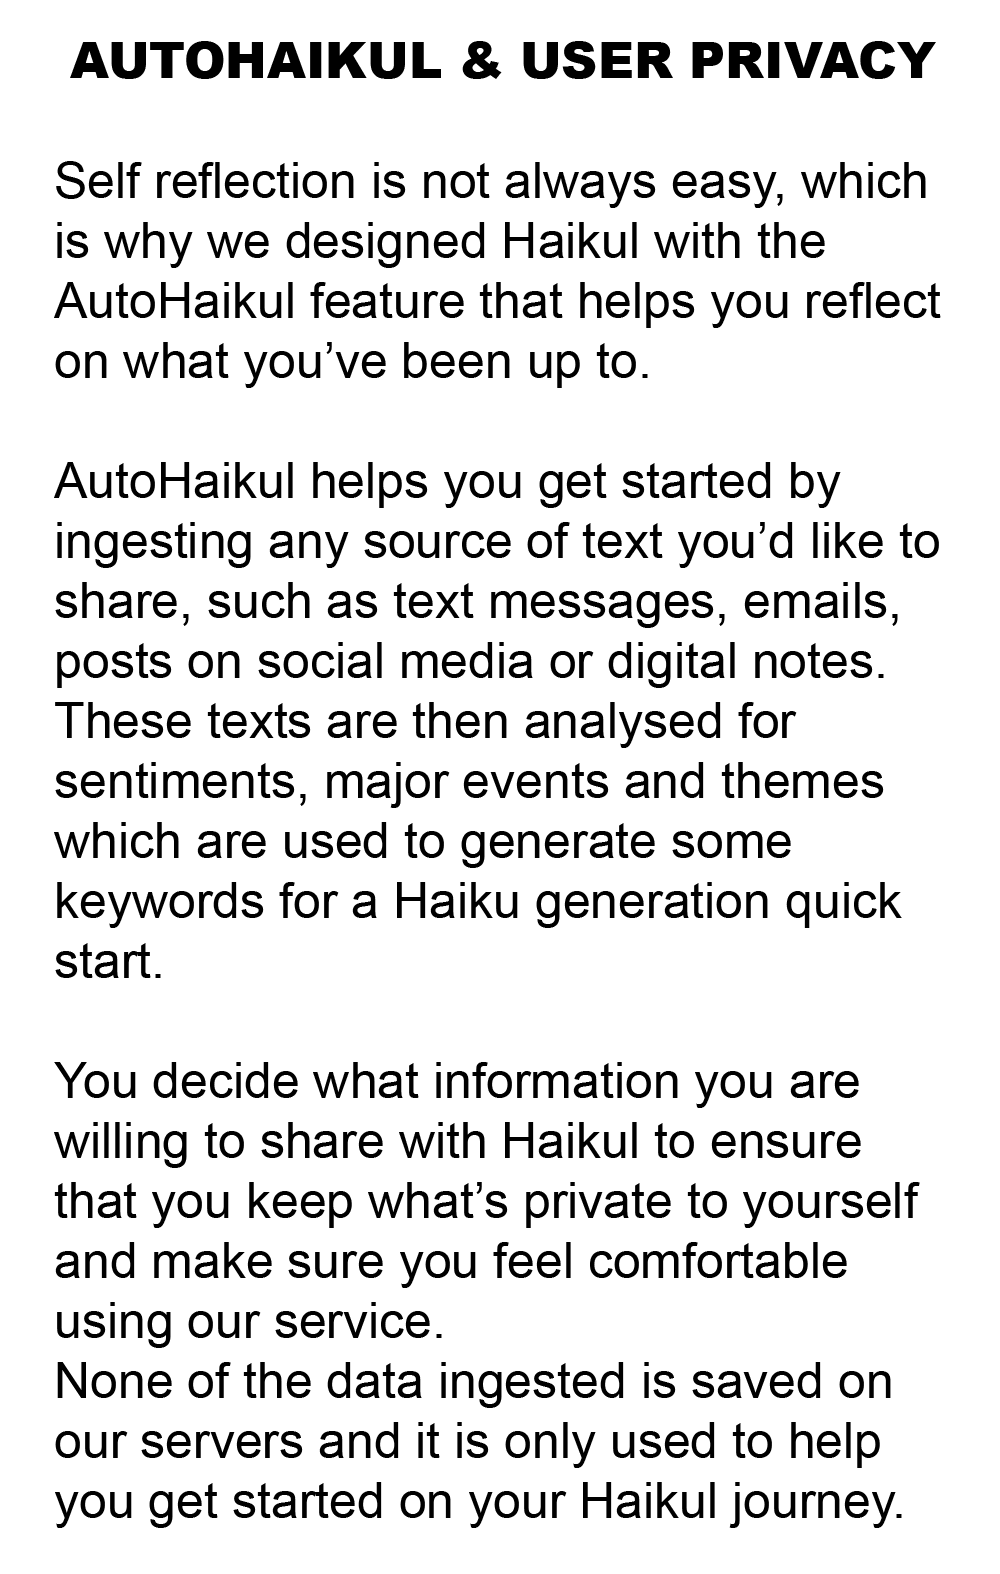 AUTOHAIKUL & USER PRIVACY
Self reflection is not always easy, which
is why we designed Haikul with the
AutoHaikul feature that helps you reflect
on what you’ve been up to.
AutoHaikul helps you get started by
ingesting any source of text you’d like to
share, such as text messages, emails,
posts on social media or digital notes.
These texts are then analysed for
sentiments, major events and themes
which are used to generate some
keywords for a Haiku generation quick
start.
You decide what information you are
willing to share with Haikul to ensure
that you keep what’s private to yourself
and make sure you feel comfortable
using our service.
None of the data ingested is saved on
our servers and it is only used to help
you get started on your Haikul journey.